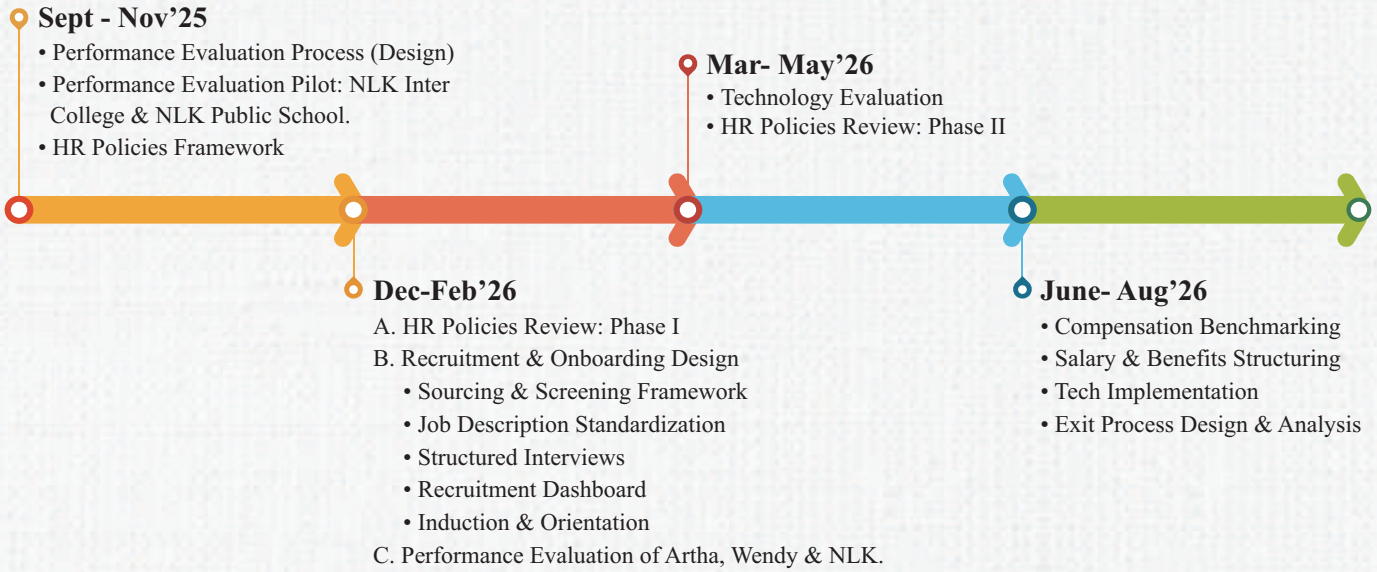 Sept - Nov’25
• Performance Evaluation Process (Design)
• Performance Evaluation Pilot: NLK Inter
College & NLK Public School.
• HR Policies Framework
Mar- May’26
• Technology Evaluation
• HR Policies Review: Phase II
Dec-Feb’26
A. HR Policies Review: Phase I
B. Recruitment & Onboarding Design
• Sourcing & Screening Framework
• Job Description Standardization
• Structured Interviews
• Recruitment Dashboard
• Induction & Orientation
C. Performance Evaluation of Artha, Wendy & NLK.
June- Aug’26
• Compensation Benchmarking
• Salary & Benefits Structuring
• Tech Implementation
• Exit Process Design & Analysis